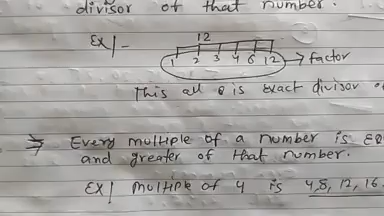 divisor of that number.
Ex| - 12
1 2 3 4 6 12 → factor
This all is exact divisor
⇒ Every multiple of a number is
and greater of that number.
Ex| multiple of 4 is 4,8, 12, 16.